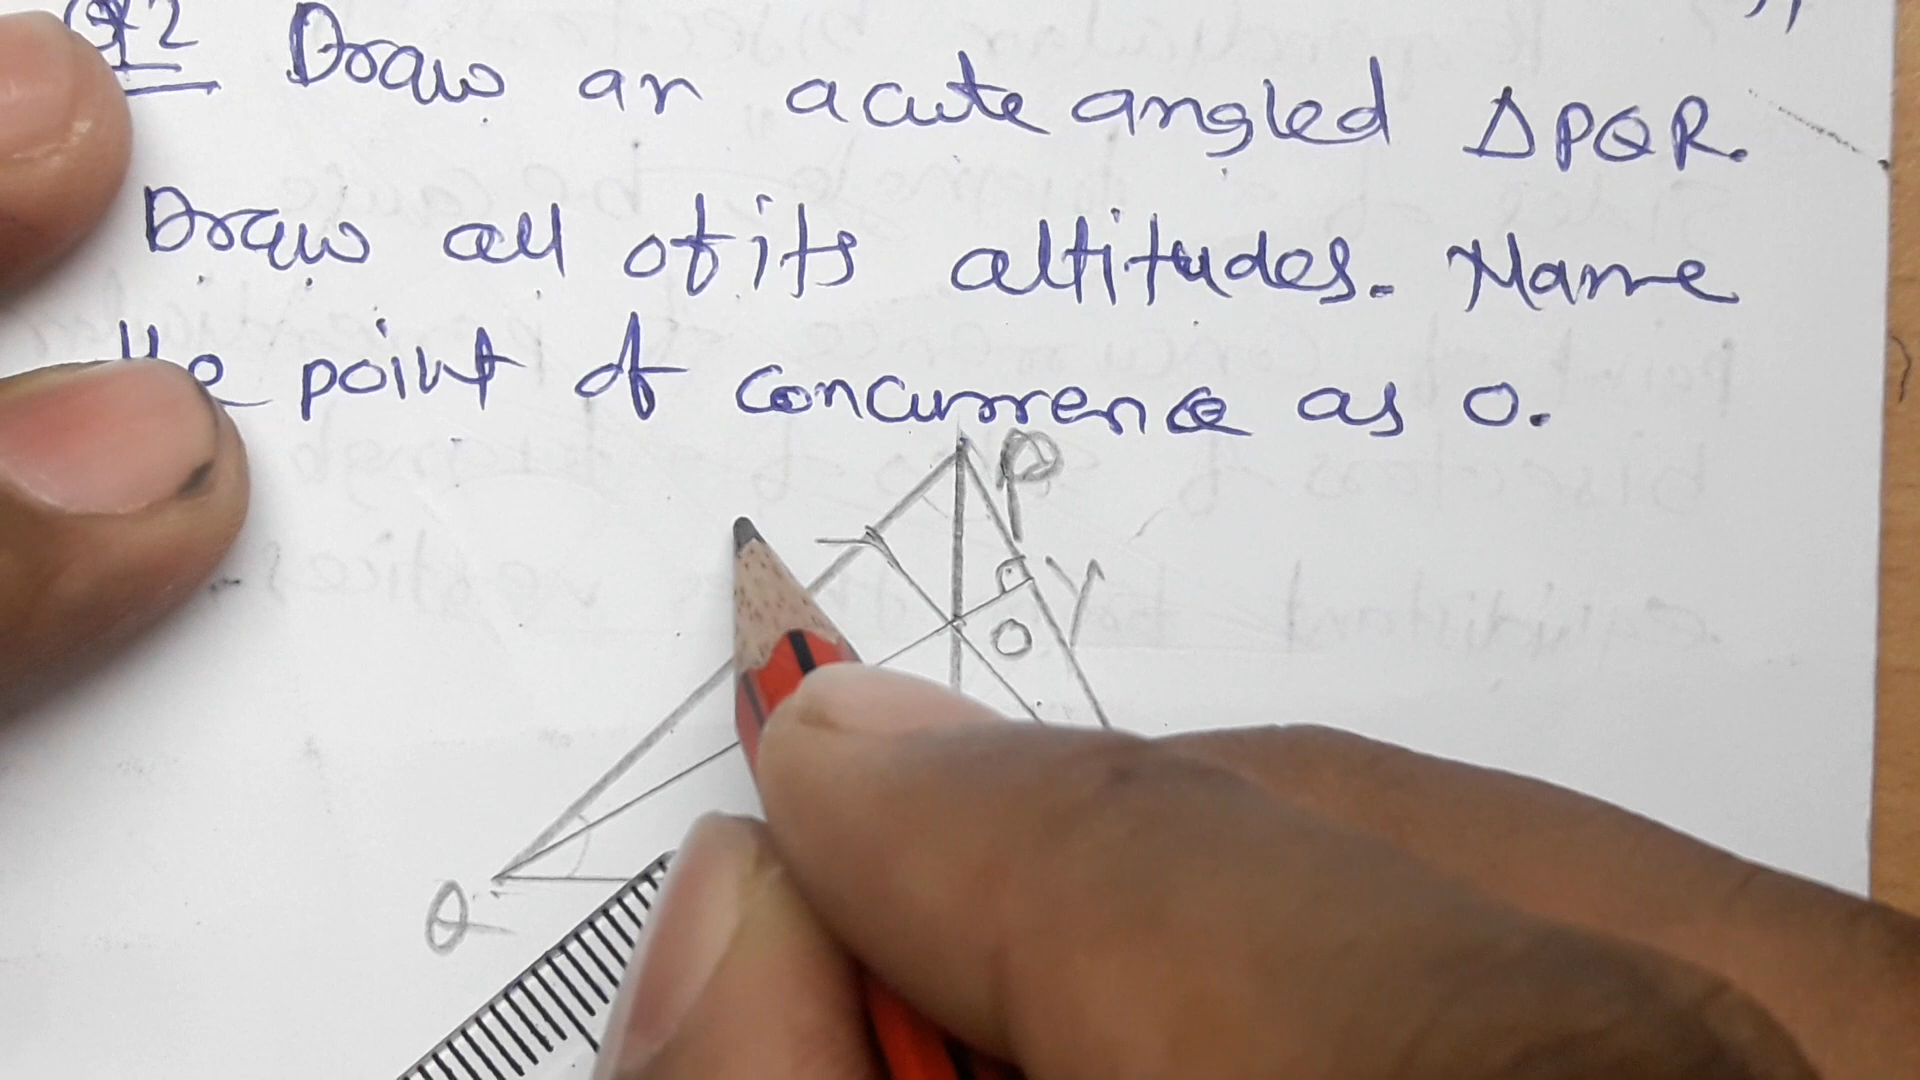 Q2 Draw an acute angled ΔPQR.
Draw all of its altitudes. Name
the point of concurrence as O.
P
Y
O
Q